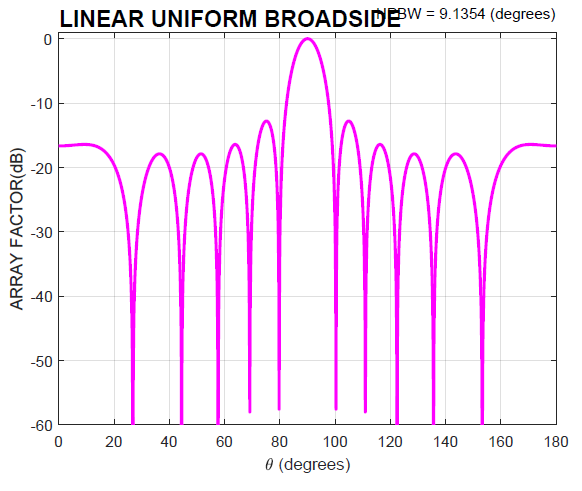 LINEAR UNIFORM BROADSIDE
HPBW = 9.1354 (degrees)
0
-10
-20
-30
-40
-50
-60
ARRAY FACTOR(dB)
0 20 40 60 80 100 120 140 160 180
θ (degrees)